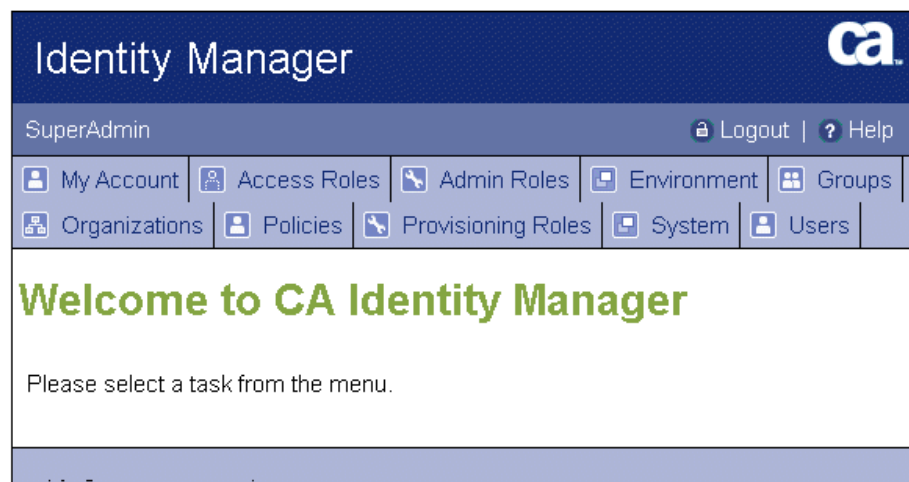 Identity Manager
ca
SuperAdmin
Logout | Help
My Account Access Roles Admin Roles Environment Groups
Organizations Policies Provisioning Roles System Users
Welcome to CA Identity Manager
Please select a task from the menu.